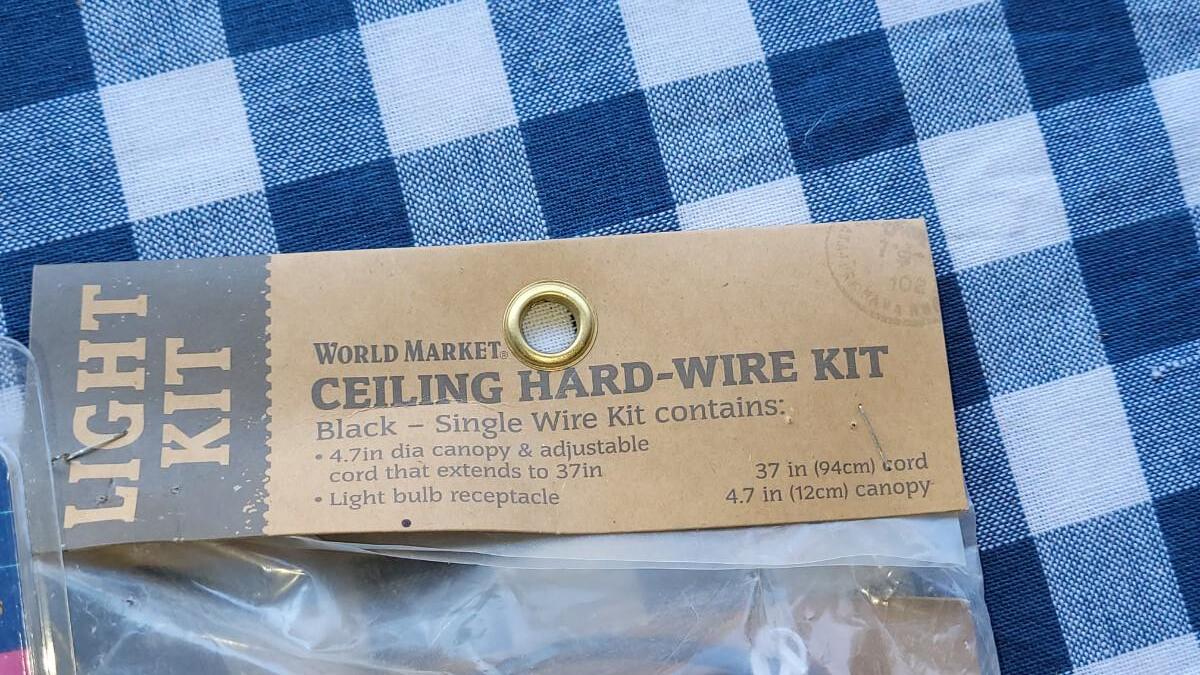 LIGHT
KIT
WORLD MARKET®
CEILING HARD-WIRE KIT
Black – Single Wire Kit contains:
• 4.7in dia canopy & adjustable
cord that extends to 37in
• Light bulb receptacle
37 in (94cm) cord
4.7 in (12cm) canopy
102